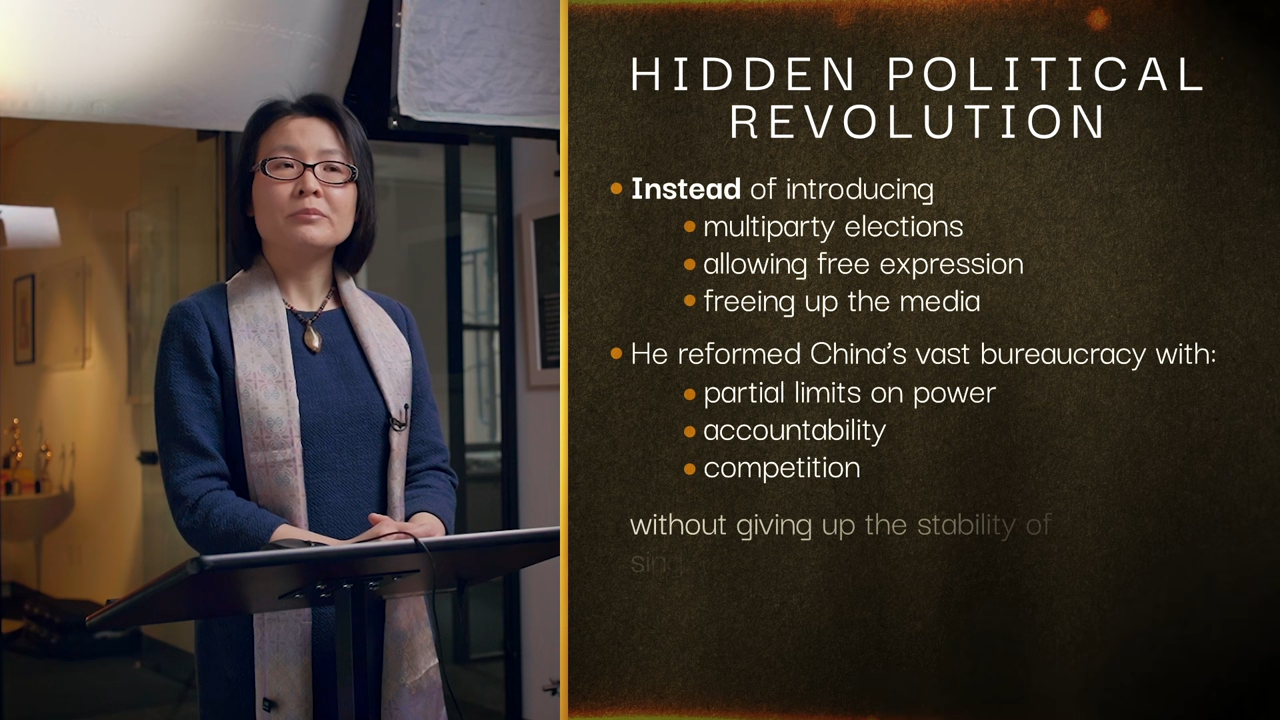 HIDDEN POLITICAL
REVOLUTION
• Instead of introducing
• multiparty elections
• allowing free expression
• freeing up the media
• He reformed China’s vast bureaucracy with:
• partial limits on power
• accountability
• competition
without giving up the stability of